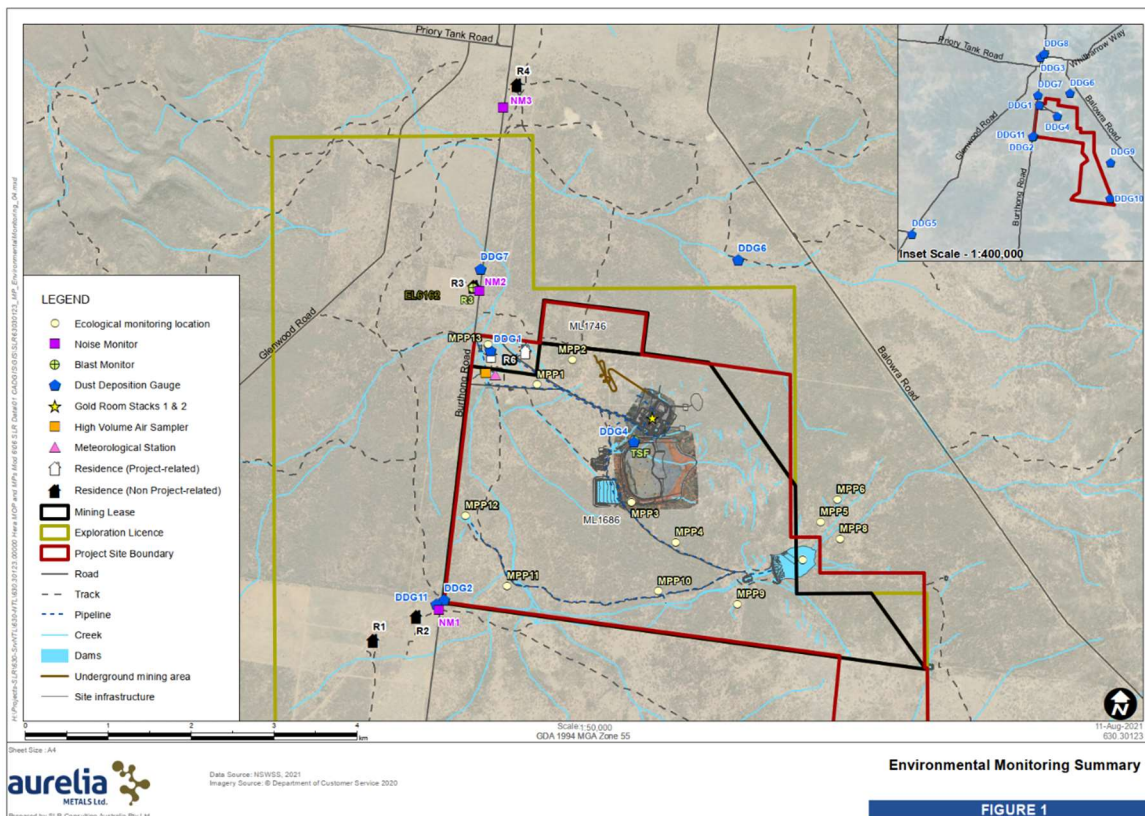 Priory Tank Road
R4
NM3
DDG7
R3
NM2
R3
EL6162
DDG6
Glenwood Road
ML1746
MPP13
DDG1
R6
MPP2
MPP1
Burthong Road
Balowra Road
DDG4
TSF
MPP12
MPP3
ML1686
MPP4
MPP6
MPP5
MPP8
MPP11
MPP10
MPP9
DDG11
DDG2
NM1
R1
R2
Priory Tank Road
DDG8
Whitbarrow Way
DDG3
DDG7
DDG6
DDG1
DDG4
Balowra Road
Glenwood Road
DDG11
DDG2
DDG9
Burthong Road
DDG10
DDG5
Inset Scale - 1:400,000
LEGEND
Ecological monitoring location
Noise Monitor
Blast Monitor
Dust Deposition Gauge
Gold Room Stacks 1 & 2
High Volume Air Sampler
Meteorological Station
Residence (Project-related)
Residence (Non Project-related)
Mining Lease
Exploration Licence
Project Site Boundary
Road
Track
Pipeline
Creek
Dams
Underground mining area
Site infrastructure
N
0 1 2 3 4
km
Scale: 1:50,000
GDA 1994 MGA Zone 55
11-Aug-2021
630.30123
Sheet Size : A4
aurelia
METALS Ltd.
Data Source: NSWSS, 2021
Imagery Source: © Department of Customer Service 2020
Environmental Monitoring Summary
FIGURE 1
Prepared by SLR Consulting Australia Pty Ltd